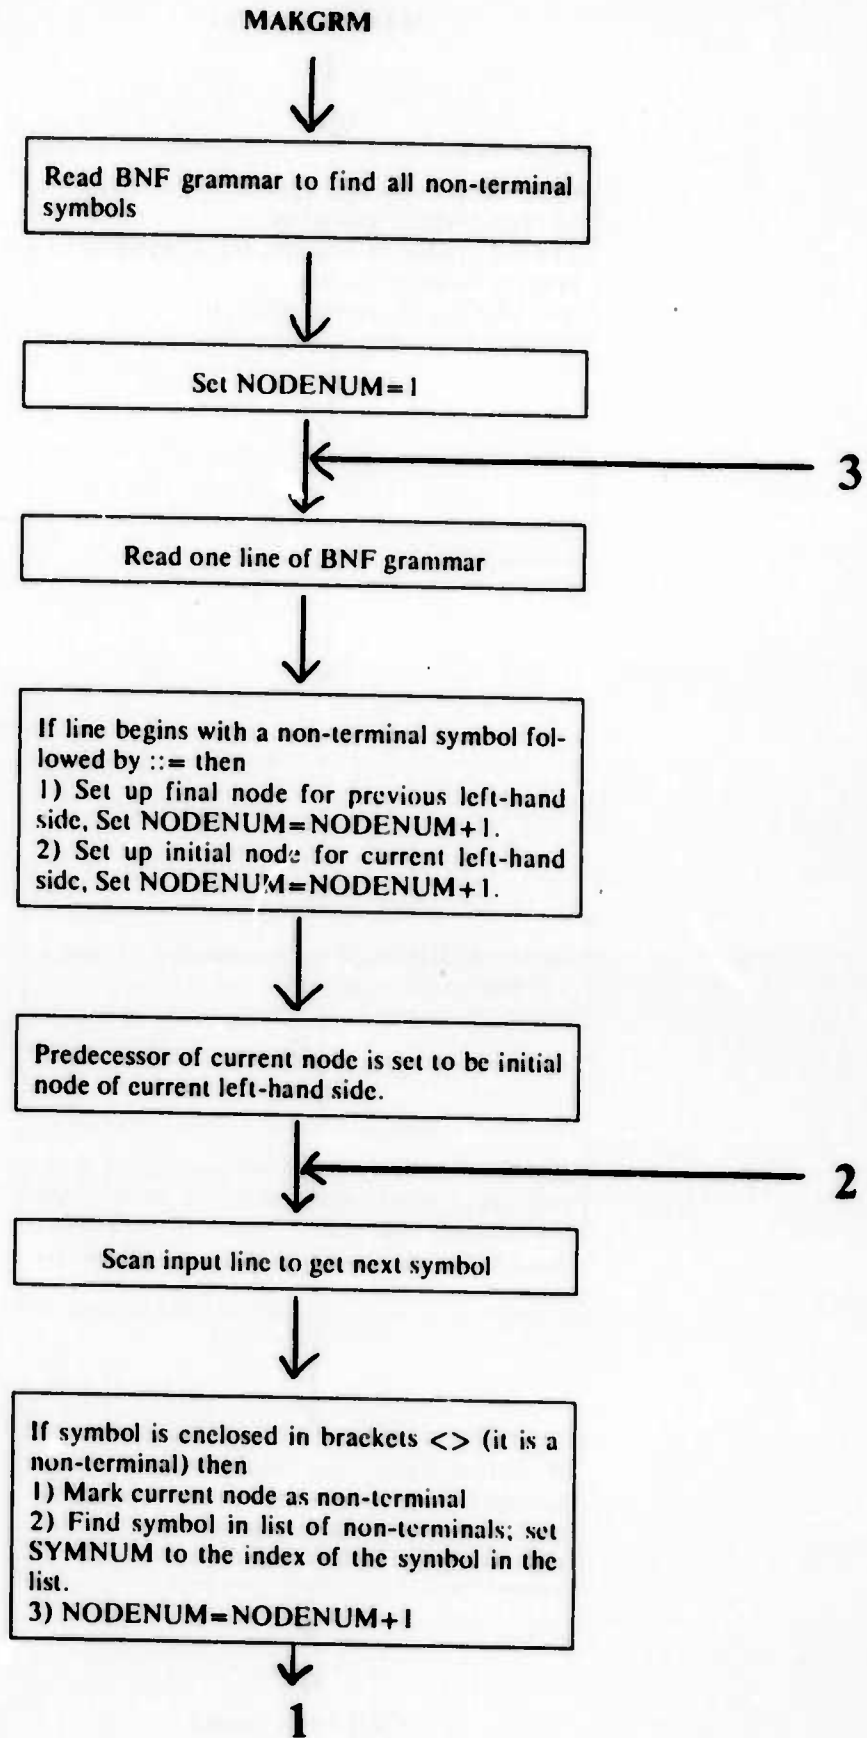 MAKGRM
Read BNF grammar to find all non-terminal
symbols
Set NODENUM=1
3
Read one line of BNF grammar
If line begins with a non-terminal symbol fol-
lowed by ::= then
1) Set up final node for previous left-hand
side, Set NODENUM=NODENUM+1.
2) Set up initial node for current left-hand
side, Set NODENUM=NODENUM+1.
Predecessor of current node is set to be initial
node of current left-hand side.
2
Scan input line to get next symbol
If symbol is enclosed in brackets <> (it is a
non-terminal) then
1) Mark current node as non-terminal
2) Find symbol in list of non-terminals; set
SYMNUM to the index of the symbol in the
list.
3) NODENUM=NODENUM+1
1